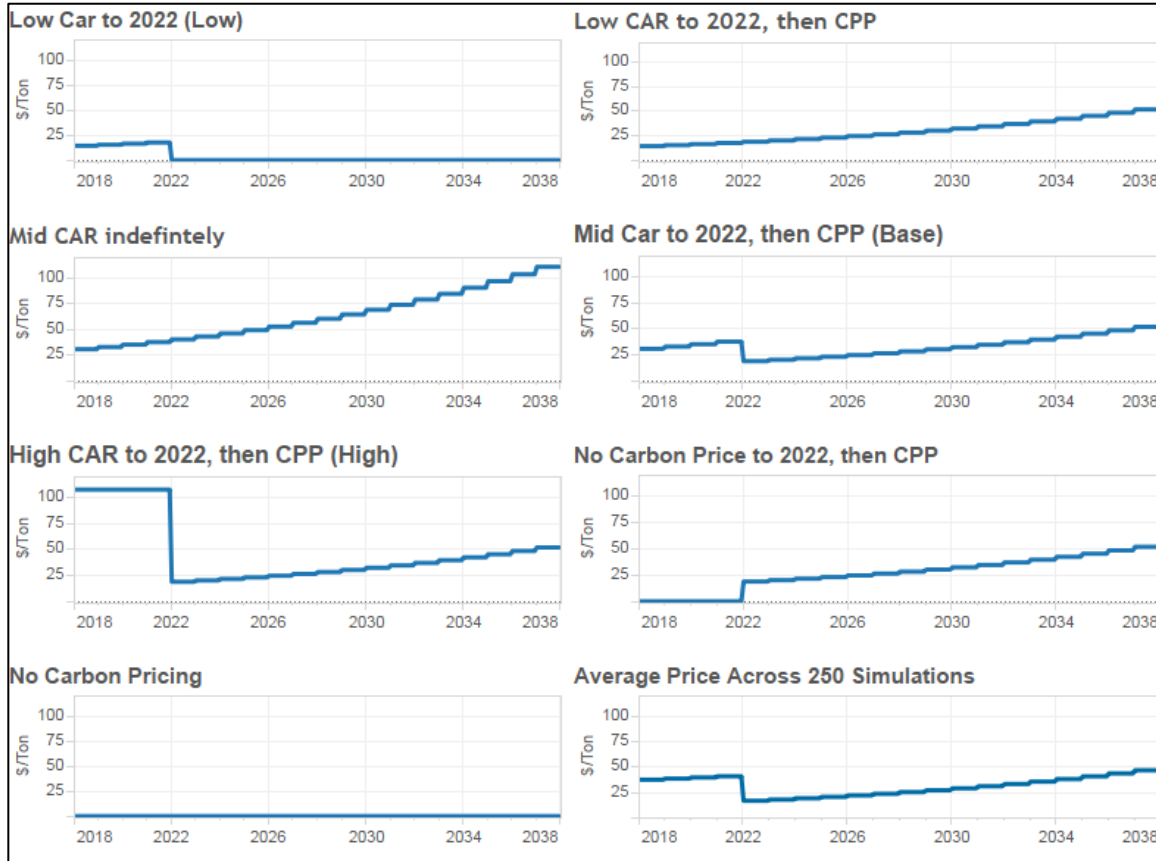 Low Car to 2022 (Low)
$/Ton
100
75
50
25
2018 2022 2026 2030 2034 2038
Low CAR to 2022, then CPP
$/Ton
100
75
50
25
2018 2022 2026 2030 2034 2038
Mid CAR indefintely
$/Ton
100
75
50
25
2018 2022 2026 2030 2034 2038
Mid Car to 2022, then CPP (Base)
$/Ton
100
75
50
25
2018 2022 2026 2030 2034 2038
High CAR to 2022, then CPP (High)
$/Ton
100
75
50
25
2018 2022 2026 2030 2034 2038
No Carbon Price to 2022, then CPP
$/Ton
100
75
50
25
2018 2022 2026 2030 2034 2038
No Carbon Pricing
$/Ton
100
75
50
25
2018 2022 2026 2030 2034 2038
Average Price Across 250 Simulations
$/Ton
100
75
50
25
2018 2022 2026 2030 2034 2038